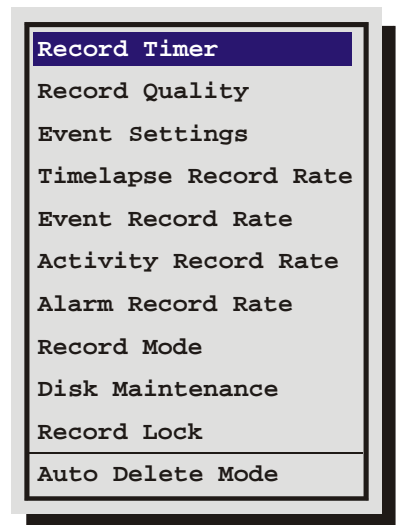 Record Timer
Record Quality
Event Settings
Timelapse Record Rate
Event Record Rate
Activity Record Rate
Alarm Record Rate
Record Mode
Disk Maintenance
Record Lock
Auto Delete Mode